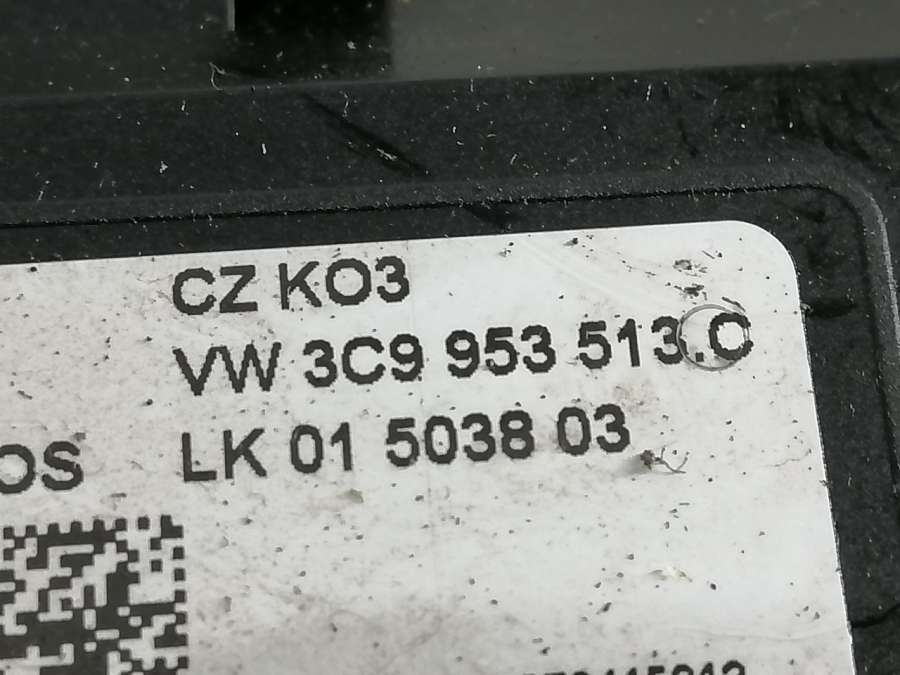 CZ KO3
VW 3C9 953 513.C
LK 01 5038 03
OS